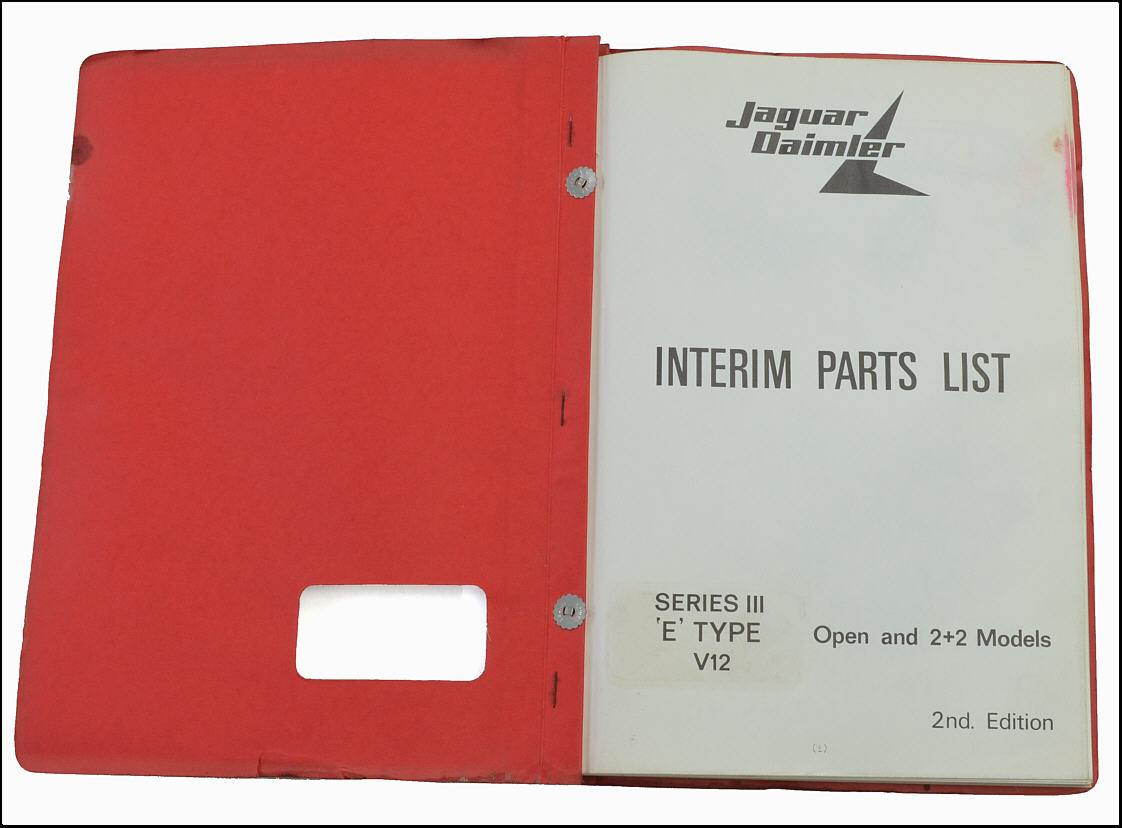 Jaguar
Daimler
INTERIM PARTS LIST
SERIES III
'E' TYPE
V12
Open and 2+2 Models
2nd. Edition
(i)